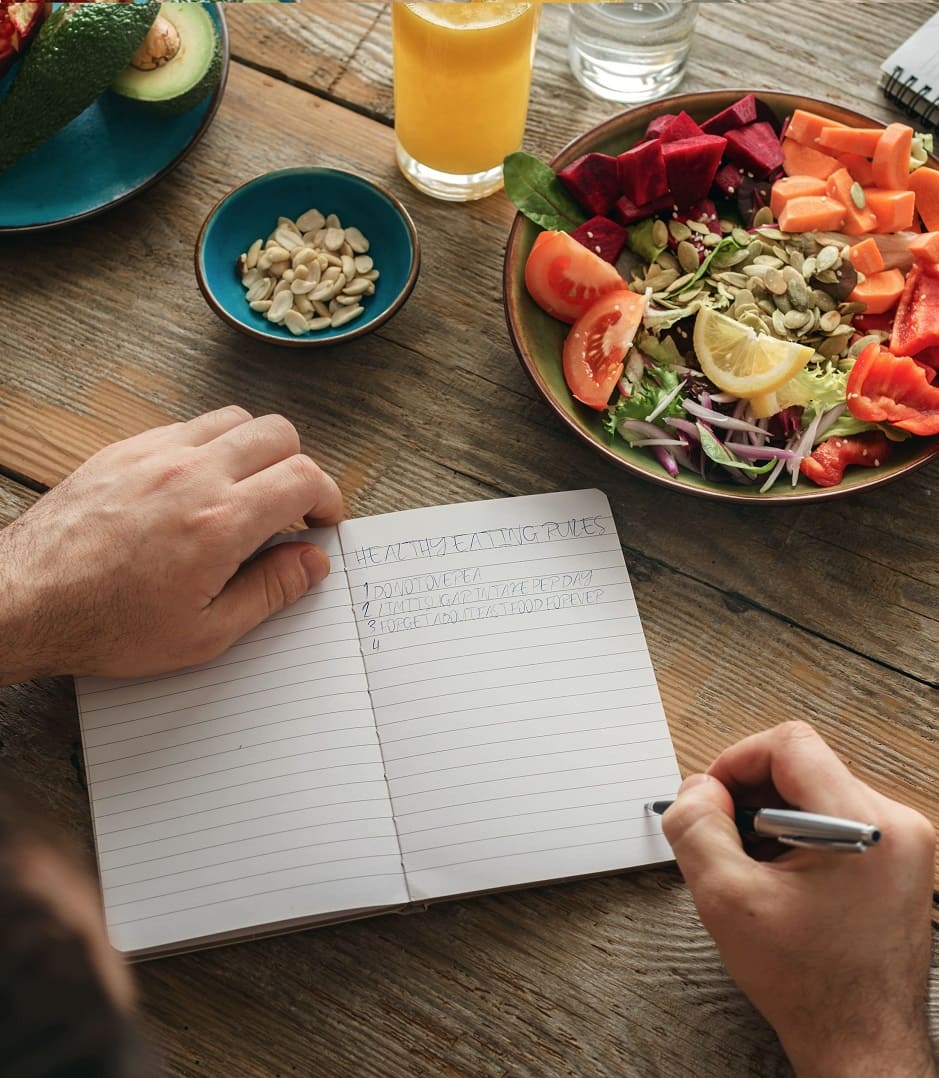 HEALTHY EATING RULES
1 DO NOT OVEREA
2 LIMIT SUGAR INTAKE PER DAY
3 FORGET ABOUT FAST FOOD FOREVER
4